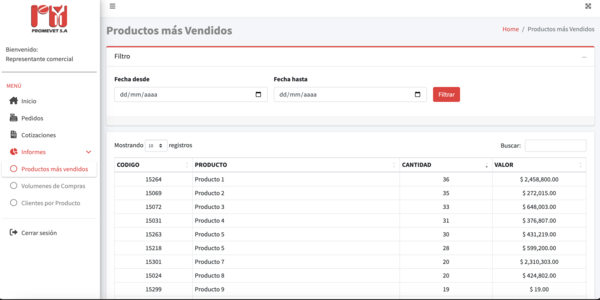 PROMEVET S.A
Bienvenido:
Representante comercial
MENÚ
Inicio
Pedidos
Cotizaciones
Informes
Productos más vendidos
Volumenes de Compras
Clientes por Producto
Cerrar sesión
Productos más Vendidos
Home / Productos más Vendidos
Filtro
Fecha desde Fecha hasta
dd/mm/aaaa dd/mm/aaaa Filtrar
Mostrando 10 registros Buscar:
CODIGO PRODUCTO CANTIDAD VALOR
15264 Producto 1 36 $ 2,458,800.00
15069 Producto 2 35 $ 272,015.00
15072 Producto 3 33 $ 648,003.00
15031 Producto 4 31 $ 376,807.00
15263 Producto 5 30 $ 431,219.00
15218 Producto 5 28 $ 599,200.00
15301 Producto 7 20 $ 2,310,303.00
15024 Producto 8 20 $ 424,802.00
15299 Producto 9 19 $ 19.00